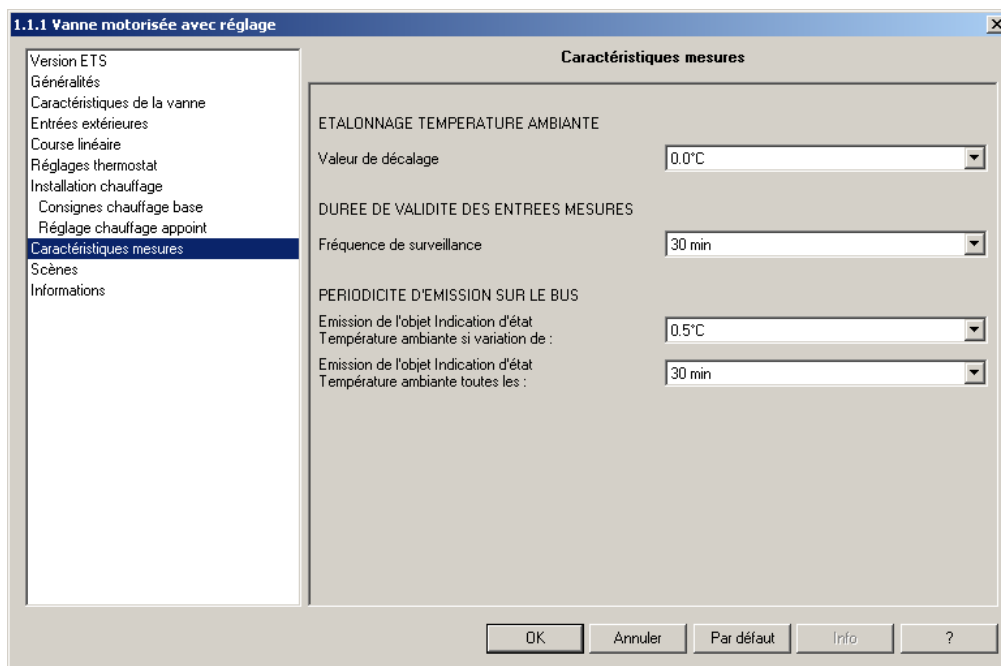 1.1.1 Vanne motorisée avec réglage
Version ETS
Généralités
Caractéristiques de la vanne
Entrées extérieures
Course linéaire
Réglages thermostat
Installation chauffage
Consignes chauffage base
Réglage chauffage appoint
Caractéristiques mesures
Scènes
Informations
Caractéristiques mesures
ETALONNAGE TEMPERATURE AMBIANTE
Valeur de décalage
0.0°C
DUREE DE VALIDITE DES ENTREES MESURES
Fréquence de surveillance
30 min
PERIODICITE D'EMISSION SUR LE BUS
Emission de l'objet Indication d'état
Température ambiante si variation de :
0.5°C
Emission de l'objet Indication d'état
Température ambiante toutes les :
30 min
OK
Annuler
Par défaut
Info
?